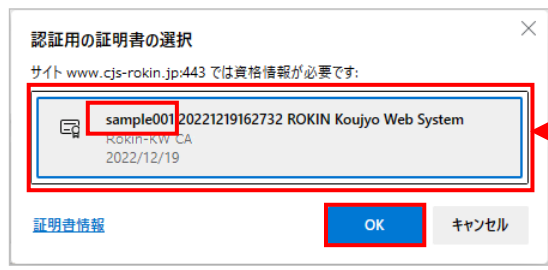 認証用の証明書の選択
サイト www.cjs-rokin.jp:443 では資格情報が必要です:
sample001 20221219162732 ROKIN Koujyo Web System
Rokin-KW CA
2022/12/19
証明書情報
OK
キャンセル